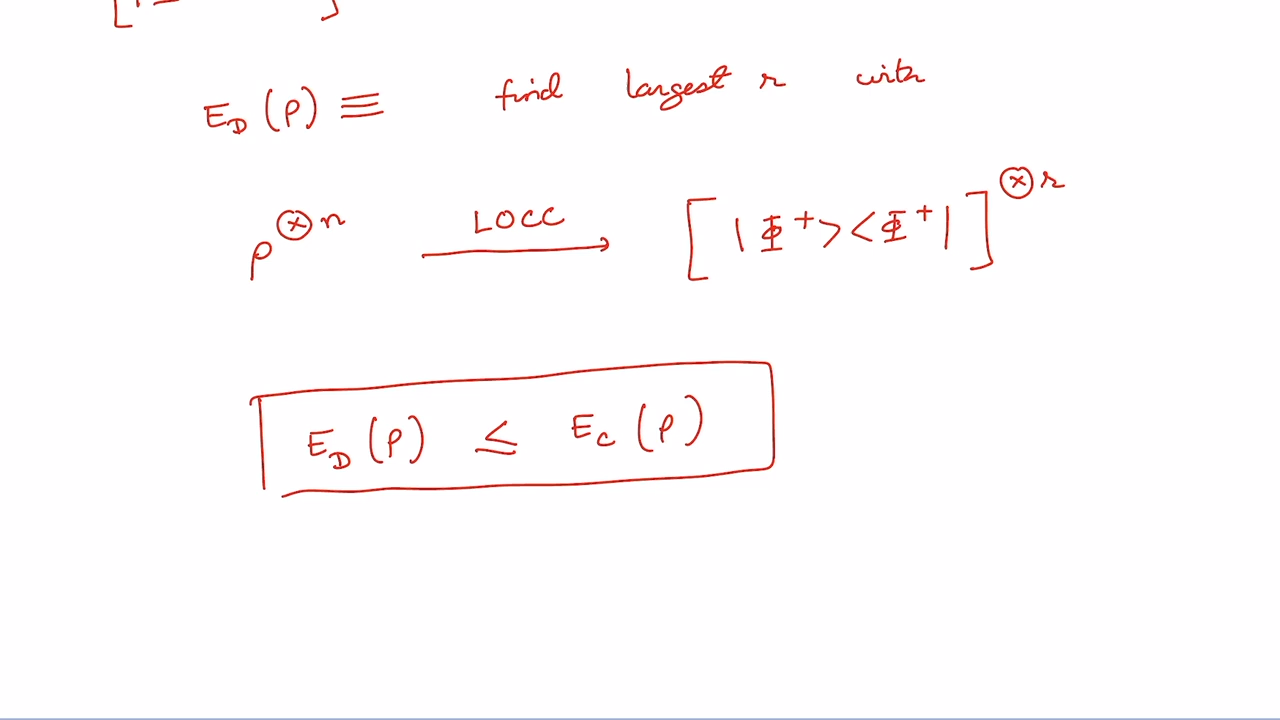 E_D (ρ) ≡ find largest r with
ρ^{⊗ n} LOCC → [ |Φ^+><Φ^+| ]^{⊗ r}
E_D (ρ) ≤ E_C (ρ)